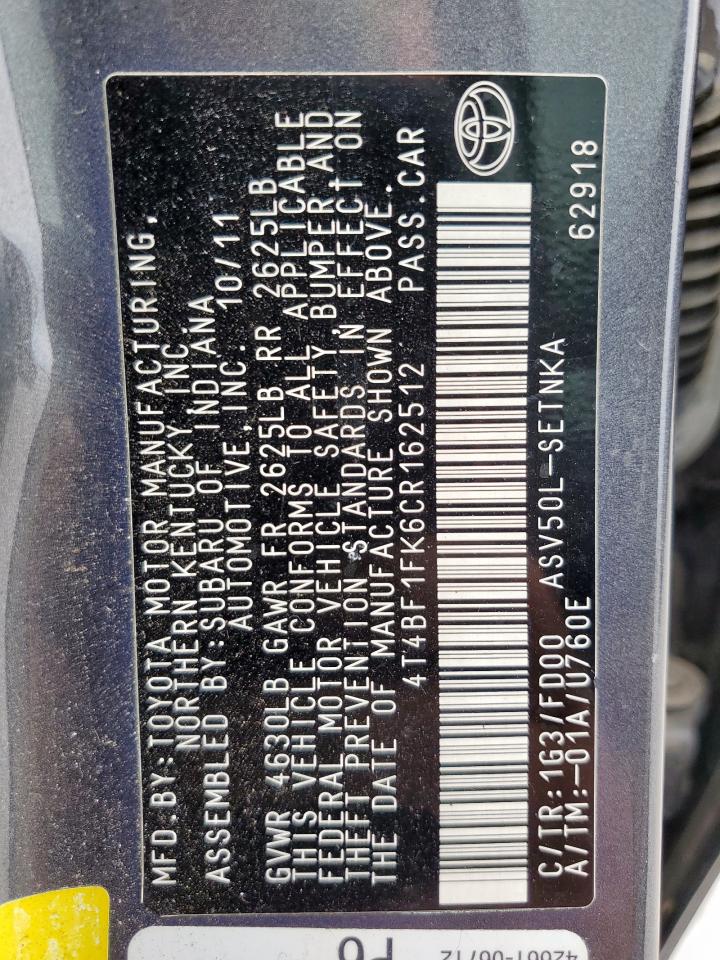 MFD.BY:TOYOTA MOTOR MANUFACTURING,
NORTHERN KENTUCKY INC.
ASSEMBLED BY:SUBARU OF INDIANA
AUTOMOTIVE,INC. 10/11
GVWR 4630LB GAWR FR 2625LB RR 2625LB
THIS VEHICLE CONFORMS TO ALL APPLICABLE
FEDERAL MOTOR VEHICLE SAFETY,BUMPER AND
THEFT PREVENTION STANDARDS IN EFFECT ON
THE DATE OF MANUFACTURE SHOWN ABOVE.
4T4BF1FK6CR162512 PASS.CAR
C/TR:1G3/FD00 ASV50L-SETNKA
A/TM:-01A/U760E 62918